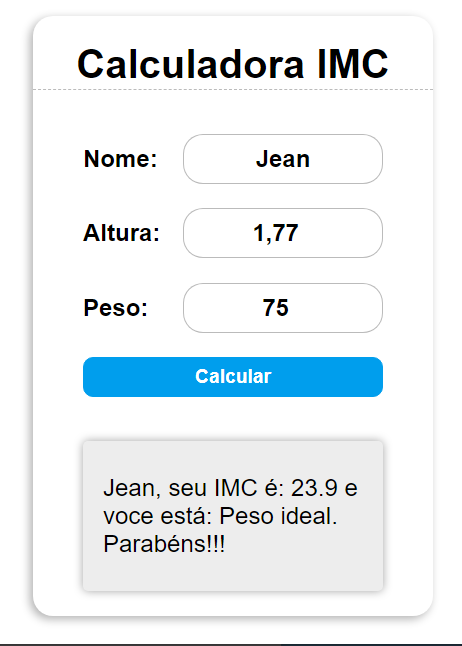 Calculadora IMC
Nome: Jean
Altura: 1,77
Peso: 75
Calcular
Jean, seu IMC é: 23.9 e
voce está: Peso ideal.
Parabéns!!!